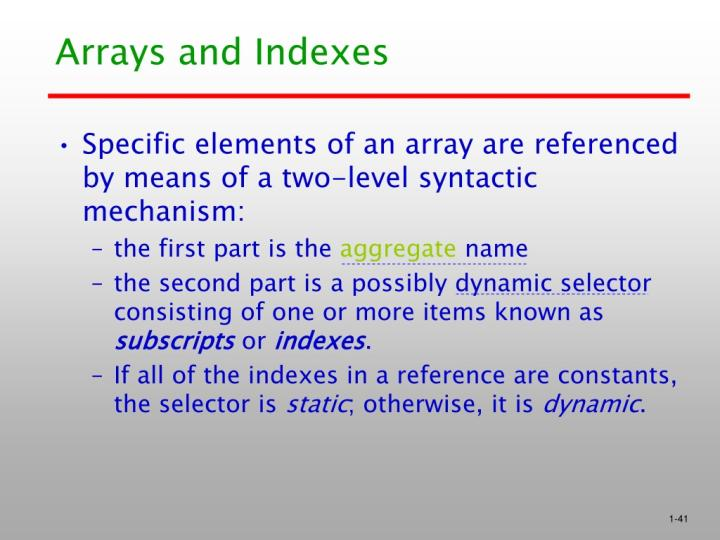 Arrays and Indexes
• Specific elements of an array are referenced
by means of a two-level syntactic
mechanism:
– the first part is the aggregate name
– the second part is a possibly dynamic selector
consisting of one or more items known as
subscripts or indexes.
– If all of the indexes in a reference are constants,
the selector is static; otherwise, it is dynamic.
1-41